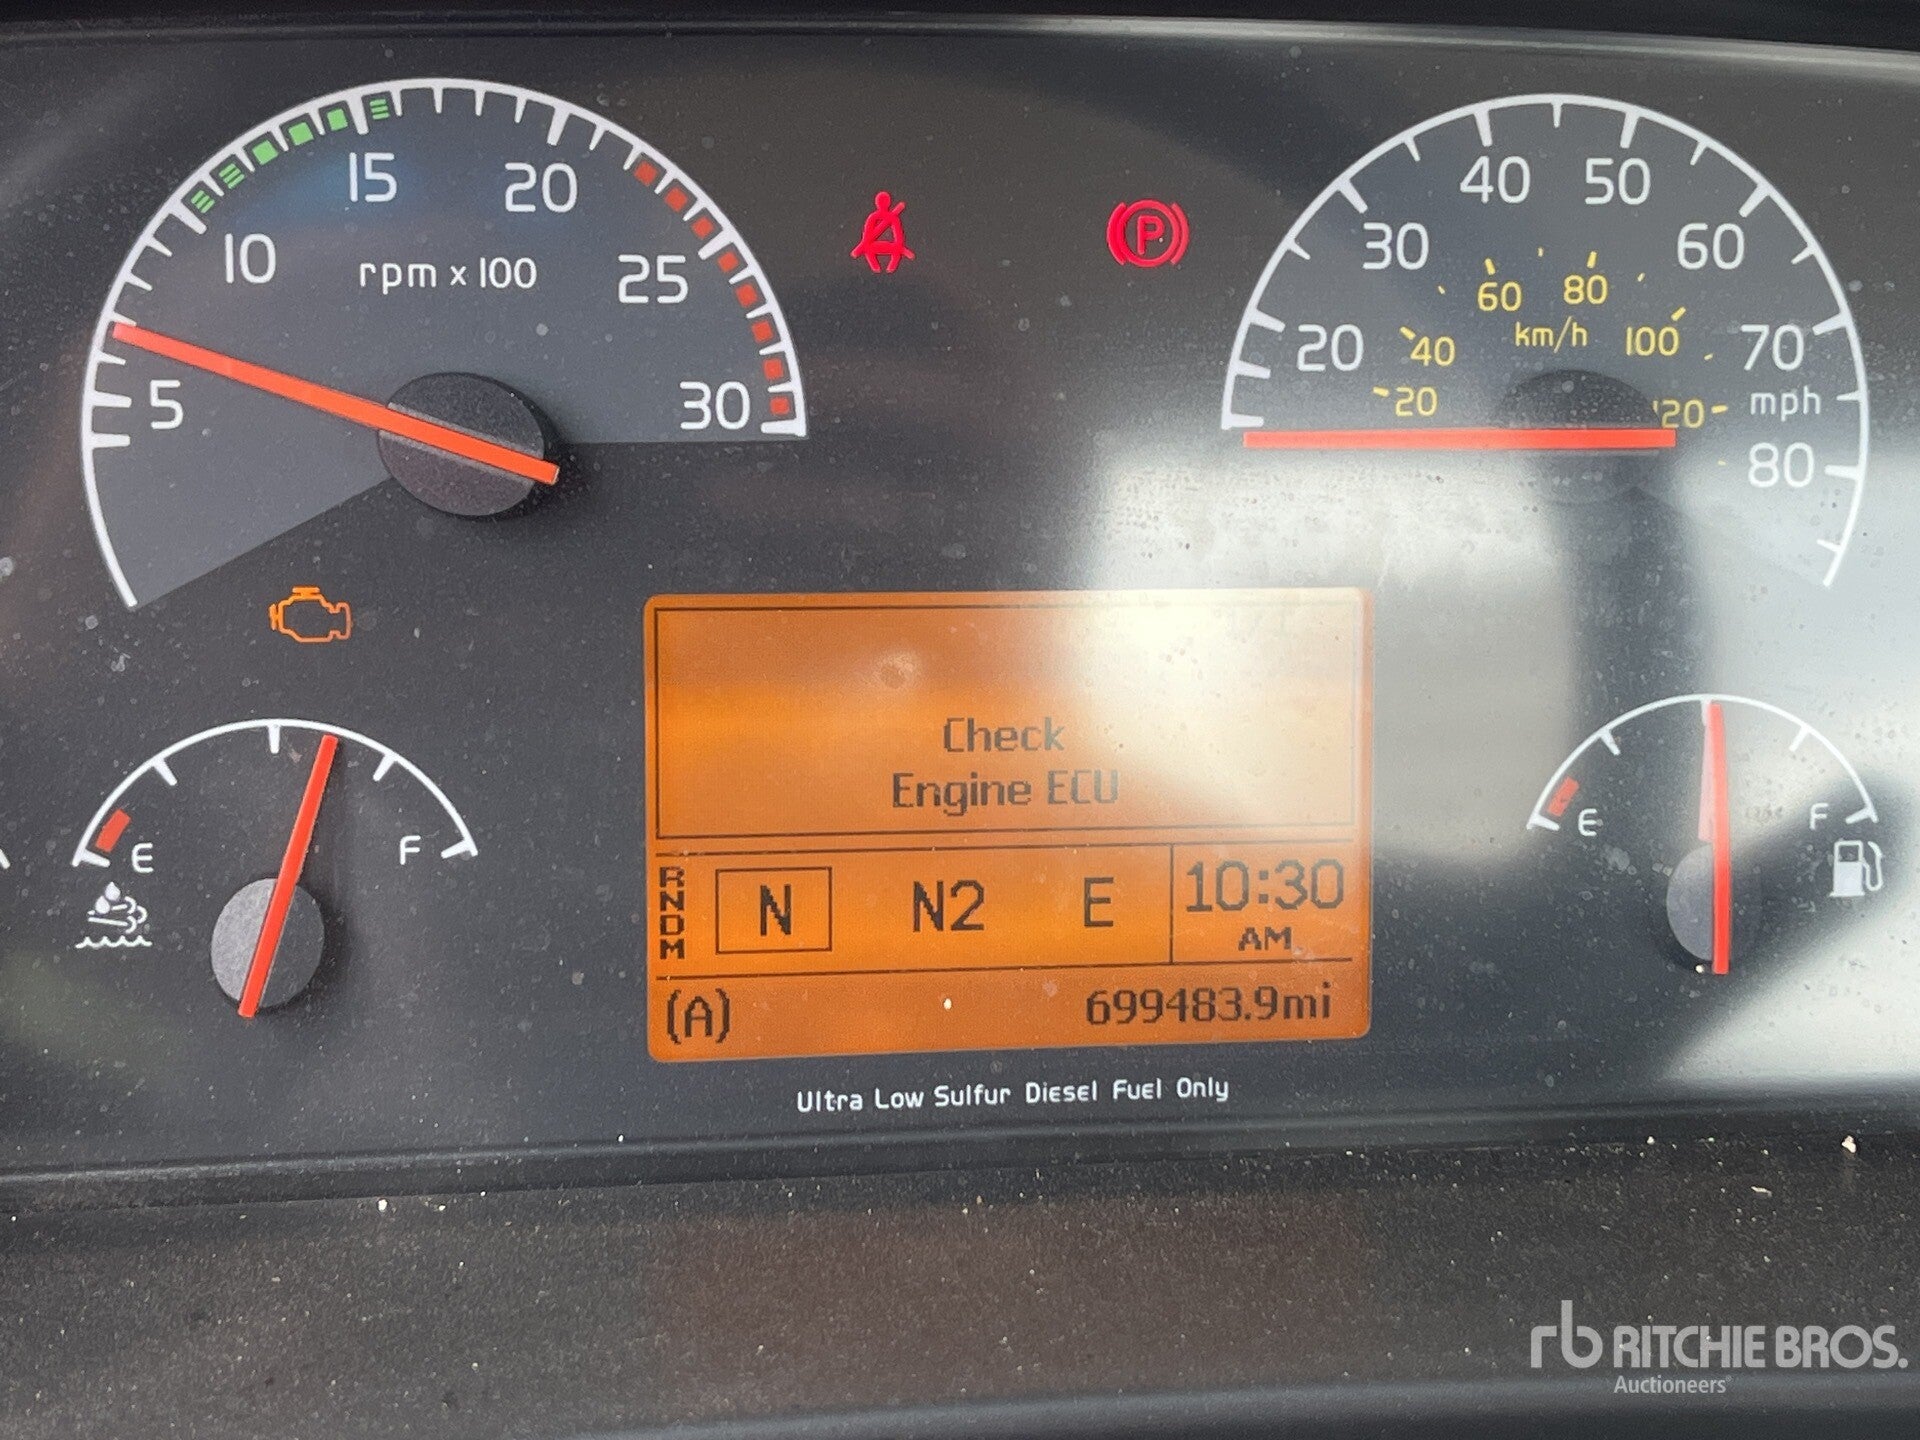 5
10
15
20
25
30
rpm x 100
P
20
30
40
50
60
70
80
mph
20
40
60
80
100
120
km/h
E
F
Check
Engine ECU
RNDM
N N2 E
10:30
AM
(A) 699483.9mi
E
F
Ultra Low Sulfur Diesel Fuel Only
rb RITCHIE BROS.
Auctioneers